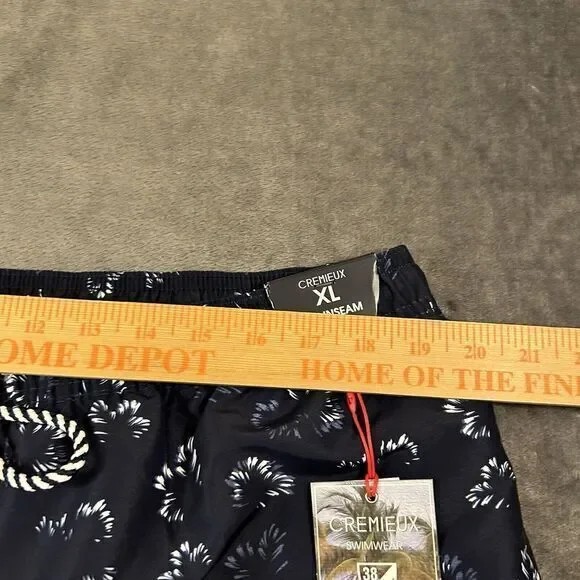 CREMIEUX
XL
INSEAM
12 13 14 15 16 17 18 19 20 21
OME DEPOT HOME OF THE FIN
CREMIEUX
SWIMWEAR
38